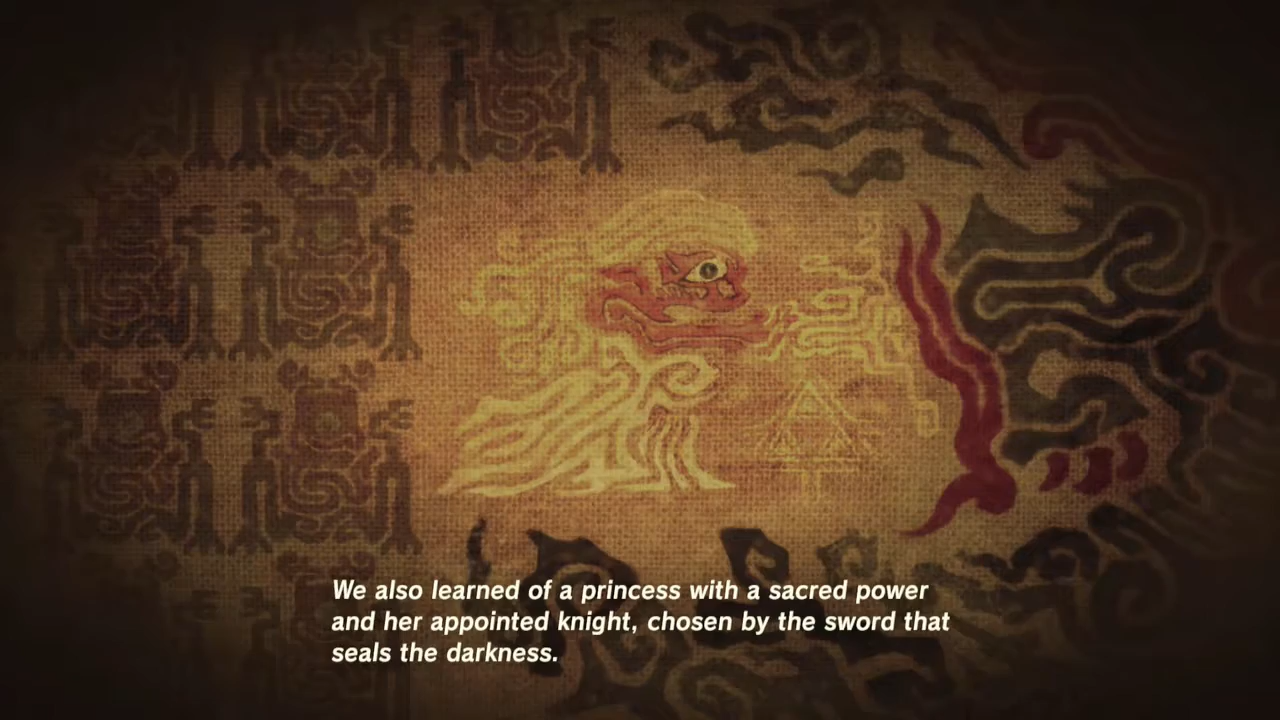 We also learned of a princess with a sacred power
and her appointed knight, chosen by the sword that
seals the darkness.